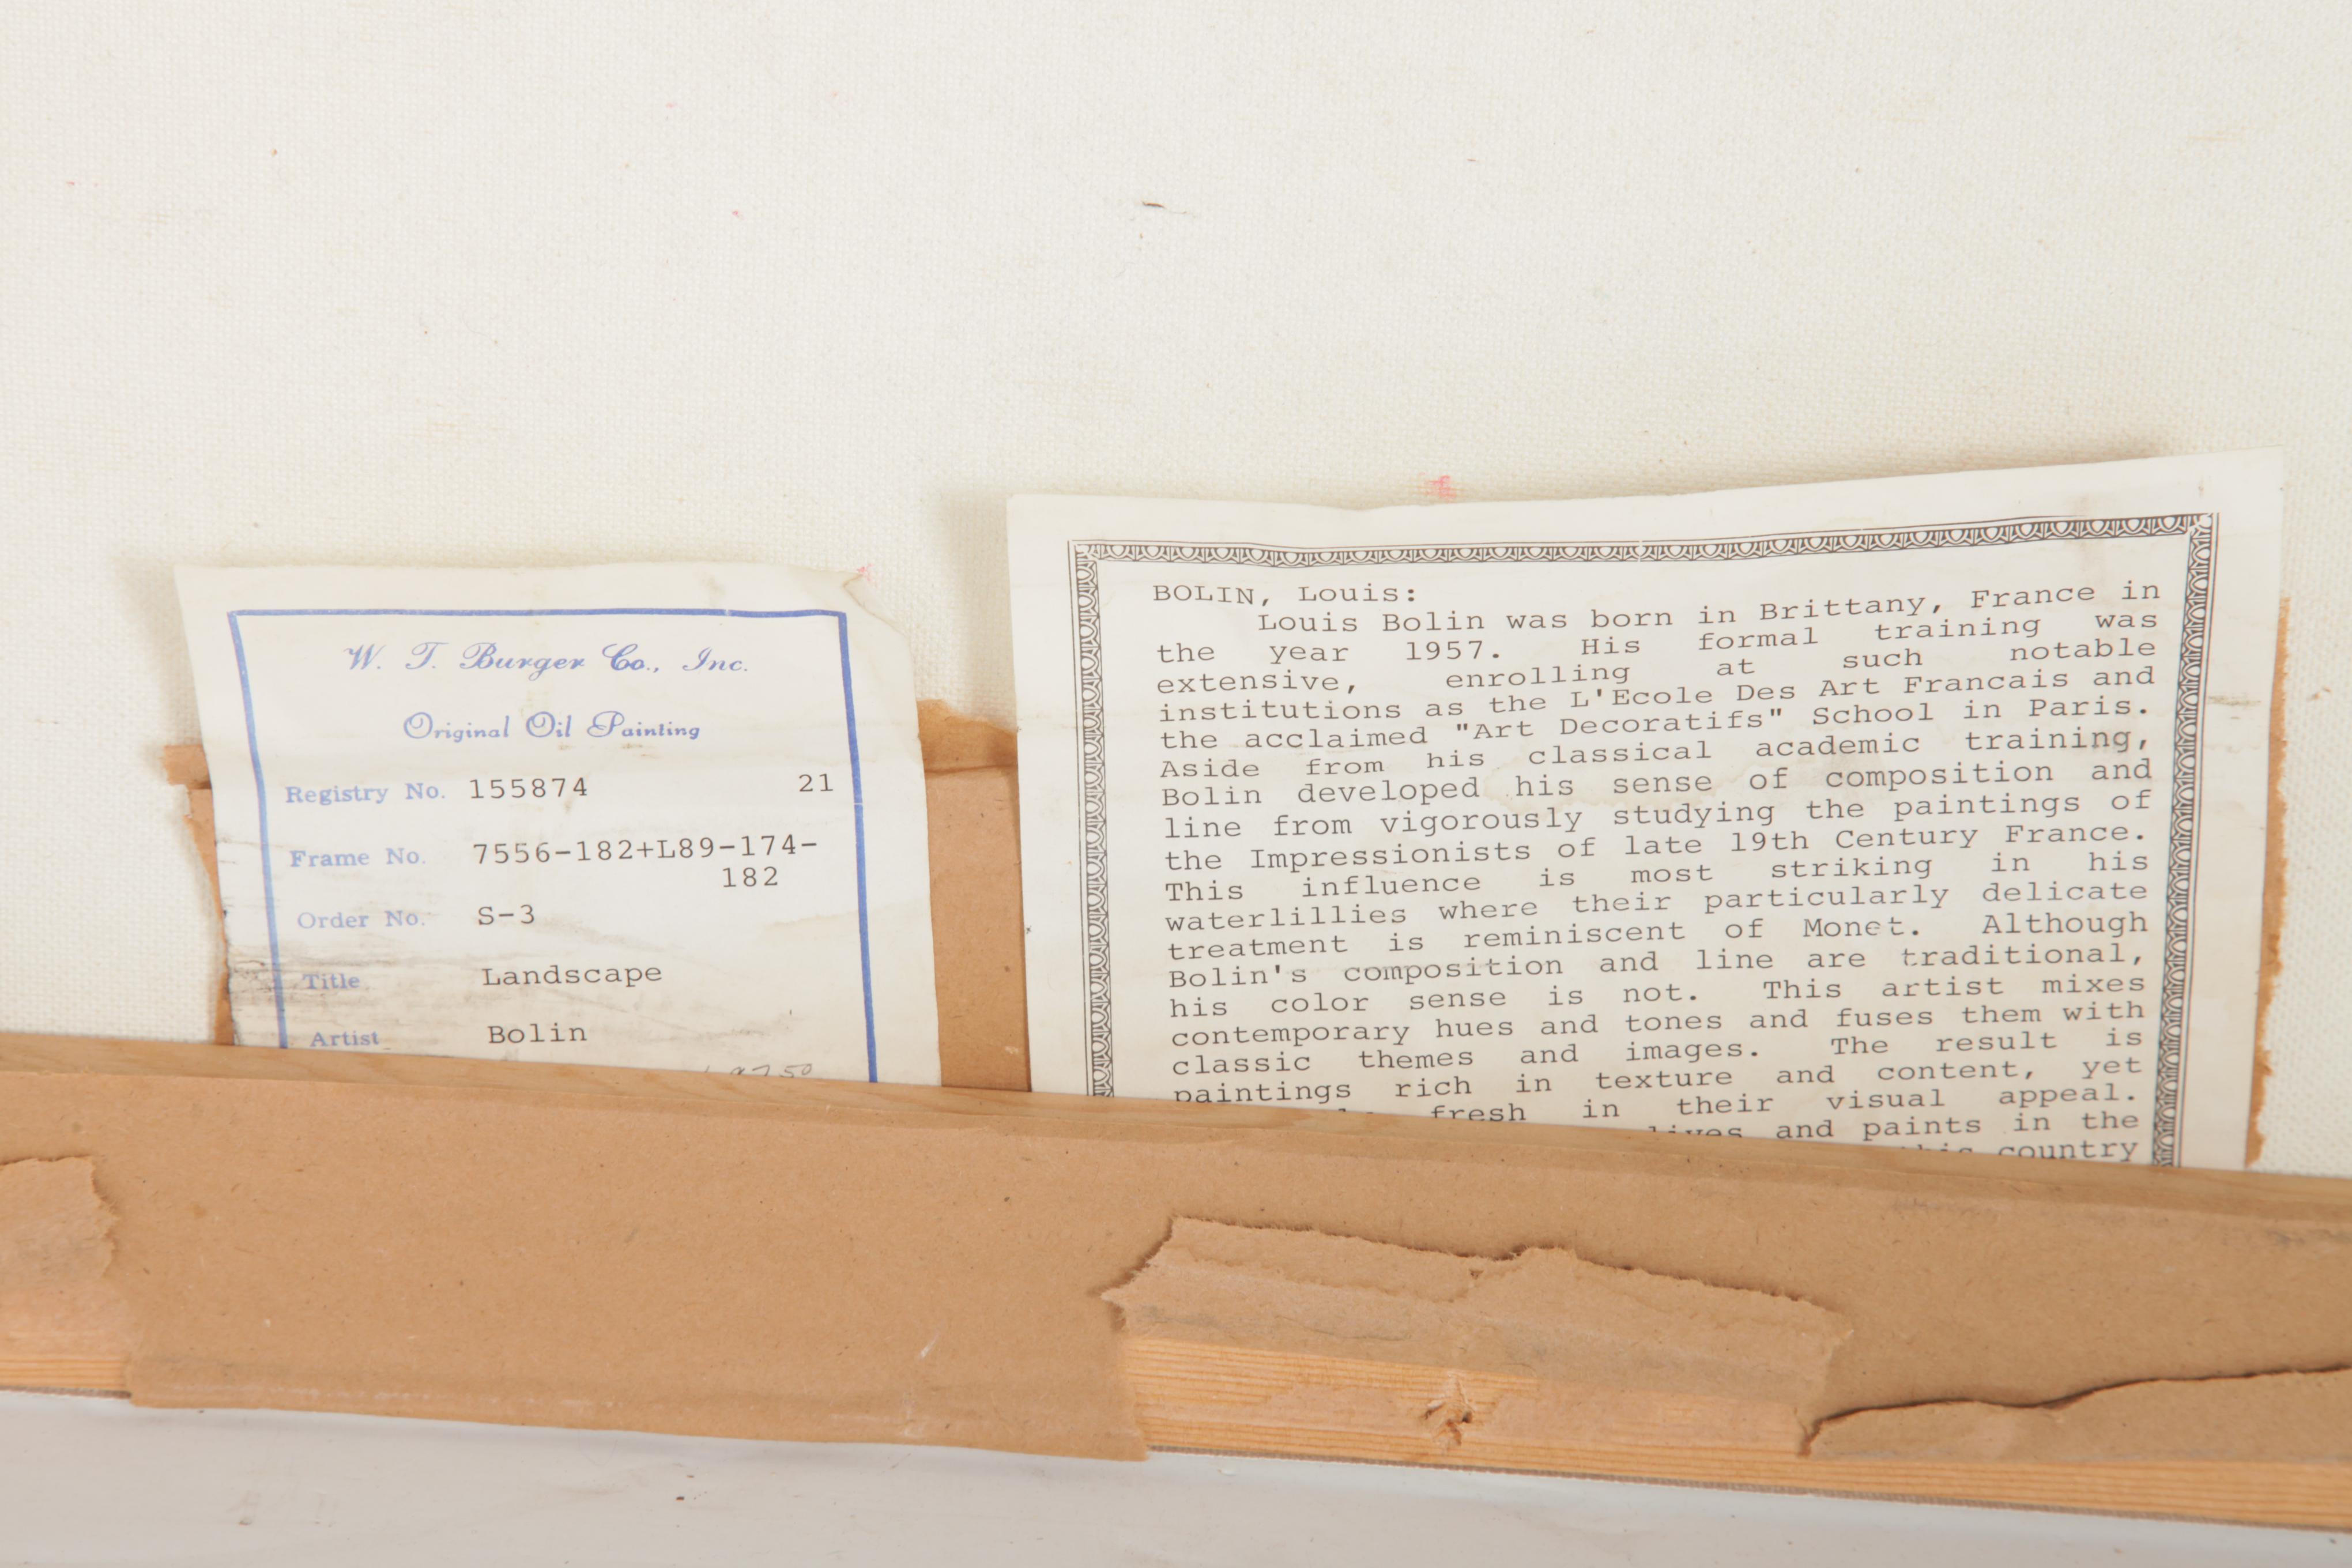 W. T. Burger Co., Inc.
Original Oil Painting
Registry No. 155874 21
Frame No. 7556-182+L89-174-
182
Order No. S-3
Title Landscape
Artist Bolin
BOLIN, Louis:
Louis Bolin was born in Brittany, France in
the year 1957. His formal training was
extensive, enrolling at such notable
institutions as the L'Ecole Des Art Francais and
the acclaimed "Art Decoratifs" School in Paris.
Aside from his classical academic training,
Bolin developed his sense of composition and
line from vigorously studying the paintings of
the Impressionists of late 19th Century France.
This influence is most striking in his
waterlillies where their particularly delicate
treatment is reminiscent of Monet. Although
Bolin's composition and line are traditional,
his color sense is not. This artist mixes
contemporary hues and tones and fuses them with
classic themes and images. The result is
paintings rich in texture and content, yet
fresh in their visual appeal.
lives and paints in the
country